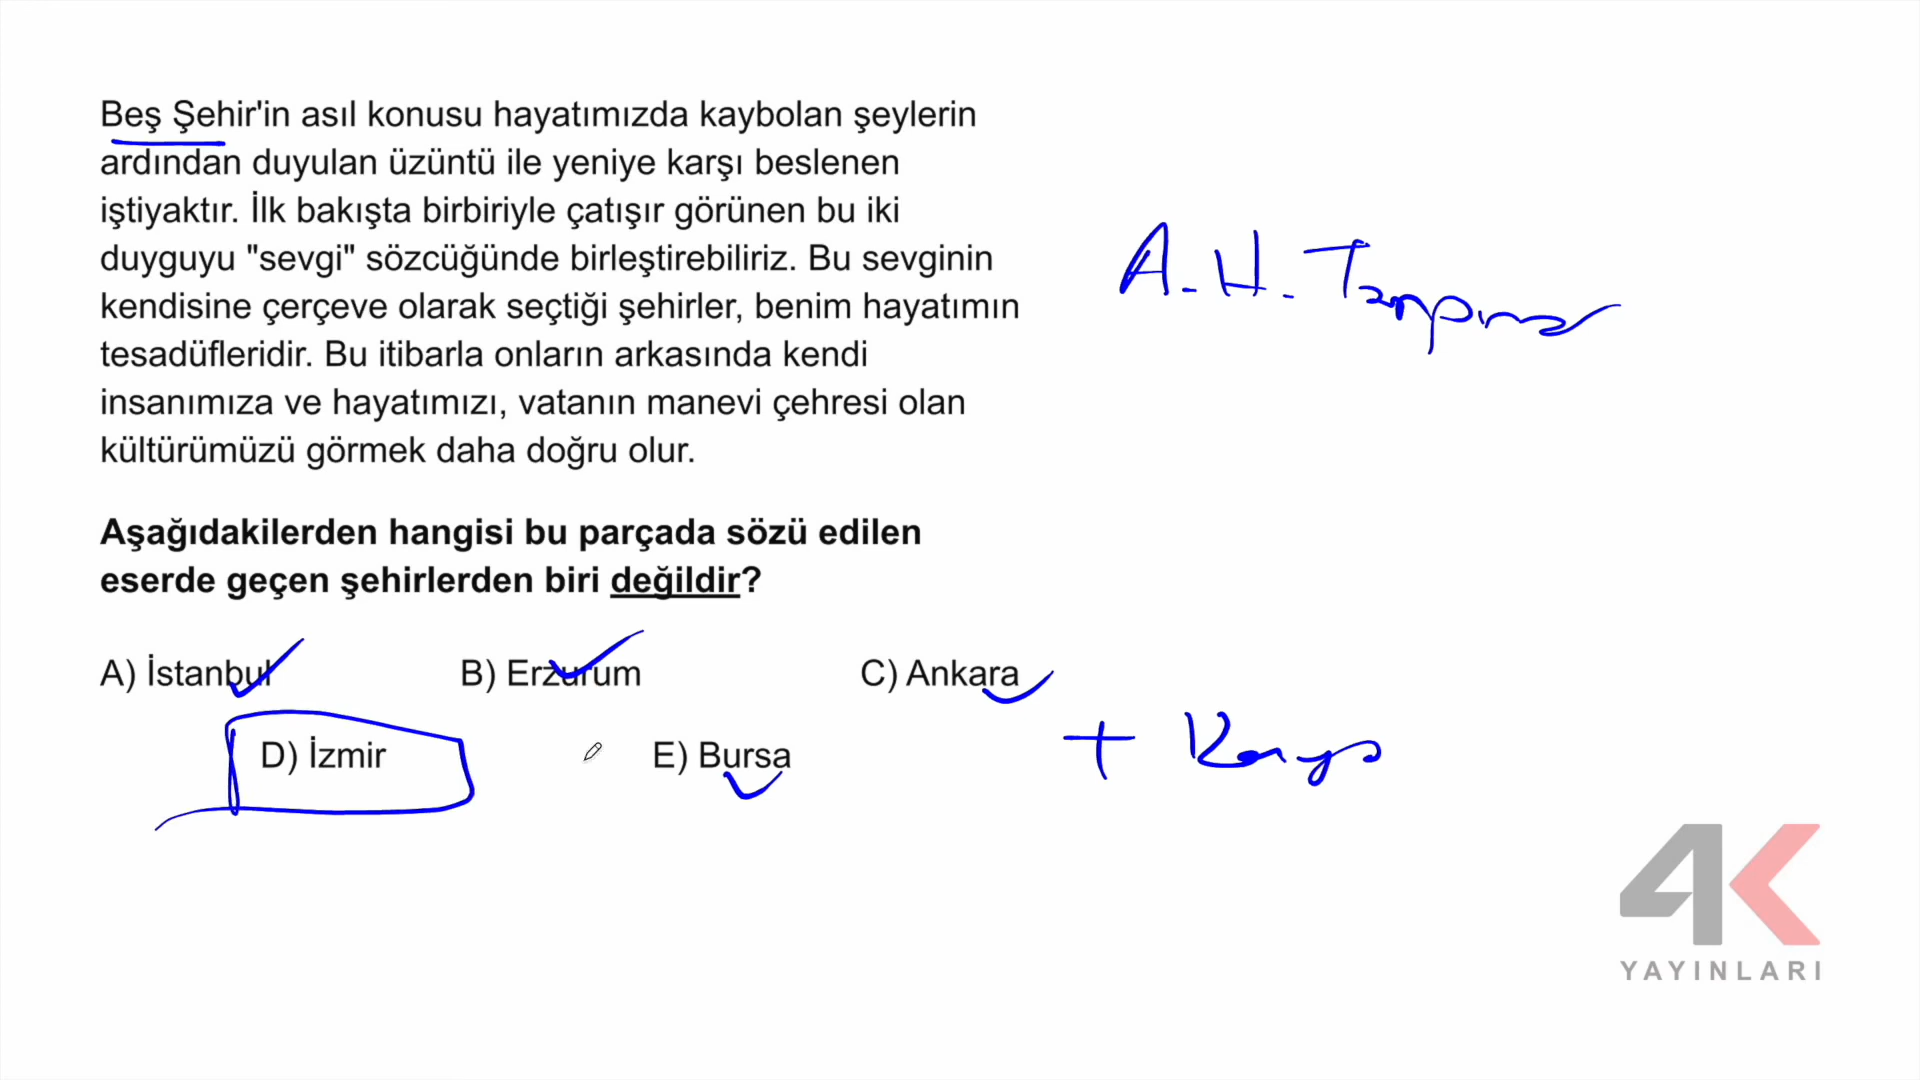 Beş Şehir'in asıl konusu hayatımızda kaybolan şeylerin
ardından duyulan üzüntü ile yeniye karşı beslenen
iştiyaktır. İlk bakışta birbiriyle çatışır görünen bu iki
duyguyu "sevgi" sözcüğünde birleştirebiliriz. Bu sevginin
kendisine çerçeve olarak seçtiği şehirler, benim hayatımın
tesadüfleridir. Bu itibarla onların arkasında kendi
insanımıza ve hayatımızı, vatanın manevi çehresi olan
kültürümüzü görmek daha doğru olur.
A. H. Tanpınar
Aşağıdakilerden hangisi bu parçada sözü edilen
eserde geçen şehirlerden biri değildir?
A) İstanbul B) Erzurum C) Ankara
D) İzmir E) Bursa
+ Konya
4K
YAYINLARI